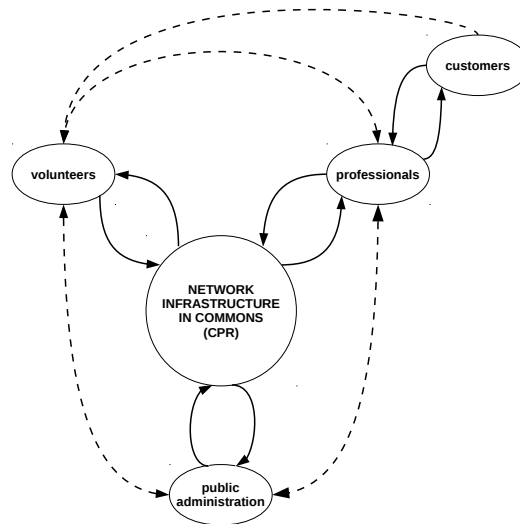 customers
volunteers
professionals
NETWORK
INFRASTRUCTURE
IN COMMONS
(CPR)
public
administration